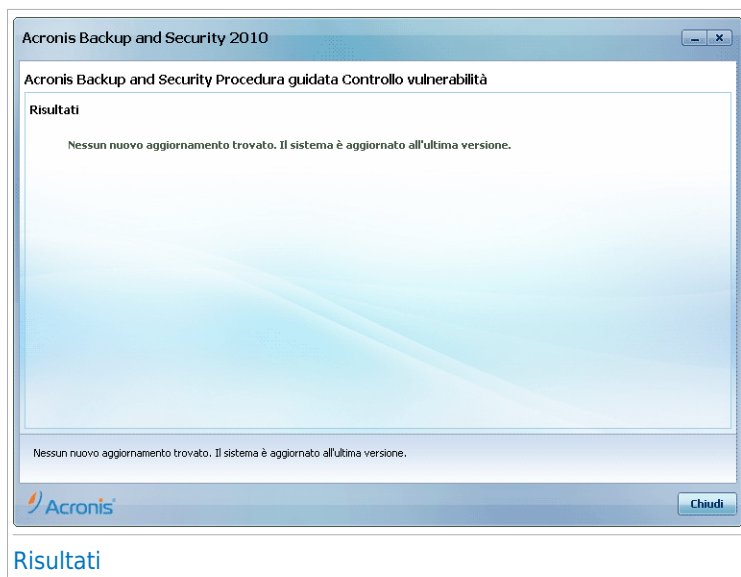 Acronis Backup and Security 2010
Acronis Backup and Security Procedura guidata Controllo vulnerabilità
Risultati
Nessun nuovo aggiornamento trovato. Il sistema è aggiornato all'ultima versione.
Nessun nuovo aggiornamento trovato. Il sistema è aggiornato all'ultima versione.
Acronis
Chiudi
Risultati